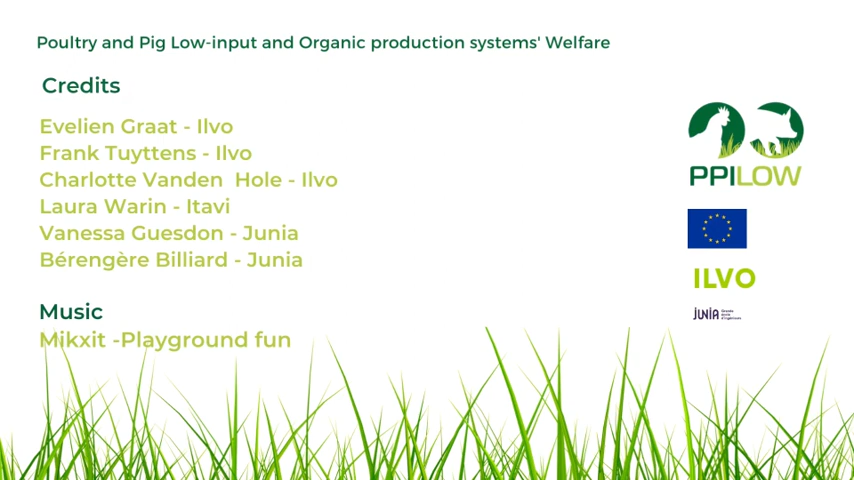 Poultry and Pig Low-input and Organic production systems' Welfare
Credits
Evelien Graat - Ilvo
Frank Tuyttens - Ilvo
Charlotte Vanden  Hole - Ilvo
Laura Warin - Itavi
Vanessa Guesdon - Junia
Bérengère Billiard - Junia
Music
Mikxit -Playground fun
PPILOW
ILVO
JUNIA